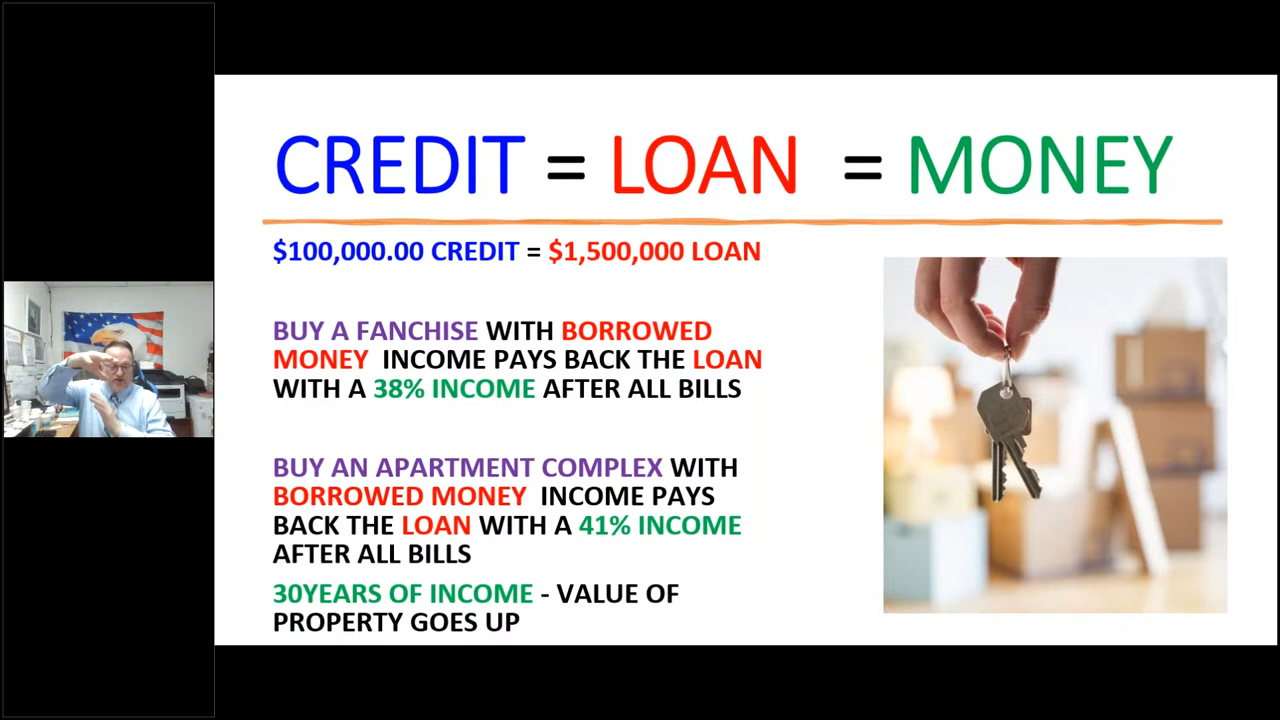 CREDIT = LOAN = MONEY
$100,000.00 CREDIT = $1,500,000 LOAN
BUY A FANCHISE WITH BORROWED
MONEY INCOME PAYS BACK THE LOAN
WITH A 38% INCOME AFTER ALL BILLS
BUY AN APARTMENT COMPLEX WITH
BORROWED MONEY INCOME PAYS
BACK THE LOAN WITH A 41% INCOME
AFTER ALL BILLS
30YEARS OF INCOME - VALUE OF
PROPERTY GOES UP